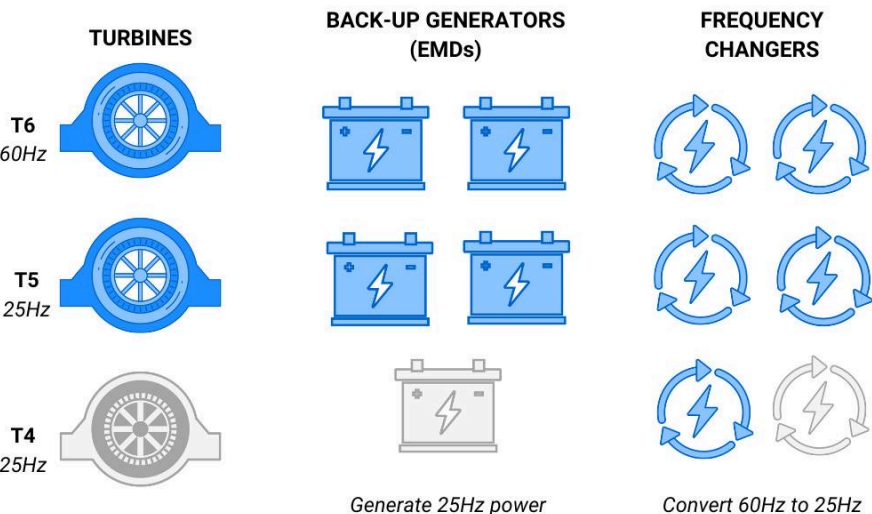 TURBINES
BACK-UP GENERATORS
(EMDs)
FREQUENCY
CHANGERS
T6
60Hz
T5
25Hz
T4
25Hz
Generate 25Hz power
Convert 60Hz to 25Hz